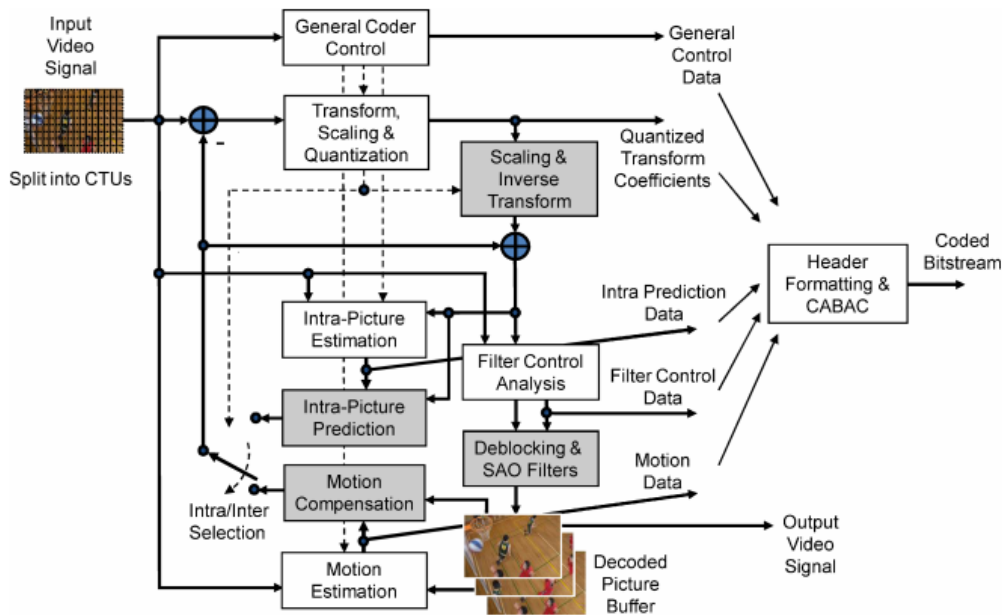 Input
Video
Signal
Split into CTUs
General Coder
Control
Transform,
Scaling &
Quantization
-
Scaling &
Inverse
Transform
General
Control
Data
Quantized
Transform
Coefficients
Intra-Picture
Estimation
Intra-Picture
Prediction
Filter Control
Analysis
Deblocking &
SAO Filters
Motion
Compensation
Intra/Inter
Selection
Motion
Estimation
Decoded
Picture
Buffer
Intra Prediction
Data
Filter Control
Data
Motion
Data
Output
Video
Signal
Header
Formatting &
CABAC
Coded
Bitstream